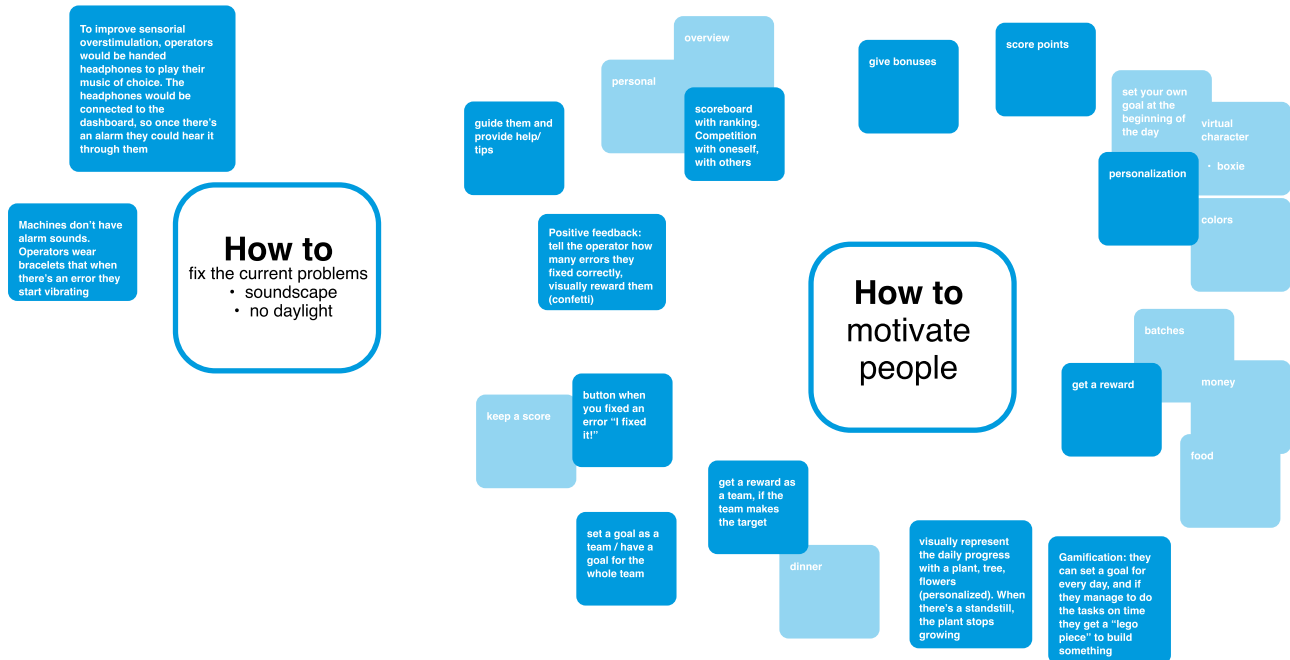 To improve sensorial
overstimulation, operators
would be handed
headphones to play their
music of choice. The
headphones would be
connected to the
dashboard, so once there's
an alarm they could hear it
through them
Machines don't have
alarm sounds.
Operators wear
bracelets that when
there's an error they
start vibrating
How to
fix the current problems
• soundscape
• no daylight
overview
personal
guide them and
provide help/
tips
scoreboard
with ranking.
Competition
with oneself,
with others
Positive feedback:
tell the operator how
many errors they
fixed correctly,
visually reward them
(confetti)
give bonuses
score points
set your own
goal at the
beginning of
the day
virtual
character
• boxie
personalization
colors
How to
motivate
people
batches
get a reward
money
food
keep a score
button when
you fixed an
error “I fixed
it!”
get a reward as
a team, if the
team makes
the target
set a goal as a
team / have a
goal for the
whole team
dinner
visually represent
the daily progress
with a plant, tree,
flowers
(personalized). When
there's a standstill,
the plant stops
growing
Gamification: they
can set a goal for
every day, and if
they manage to do
the tasks on time
they get a “lego
piece” to build
something